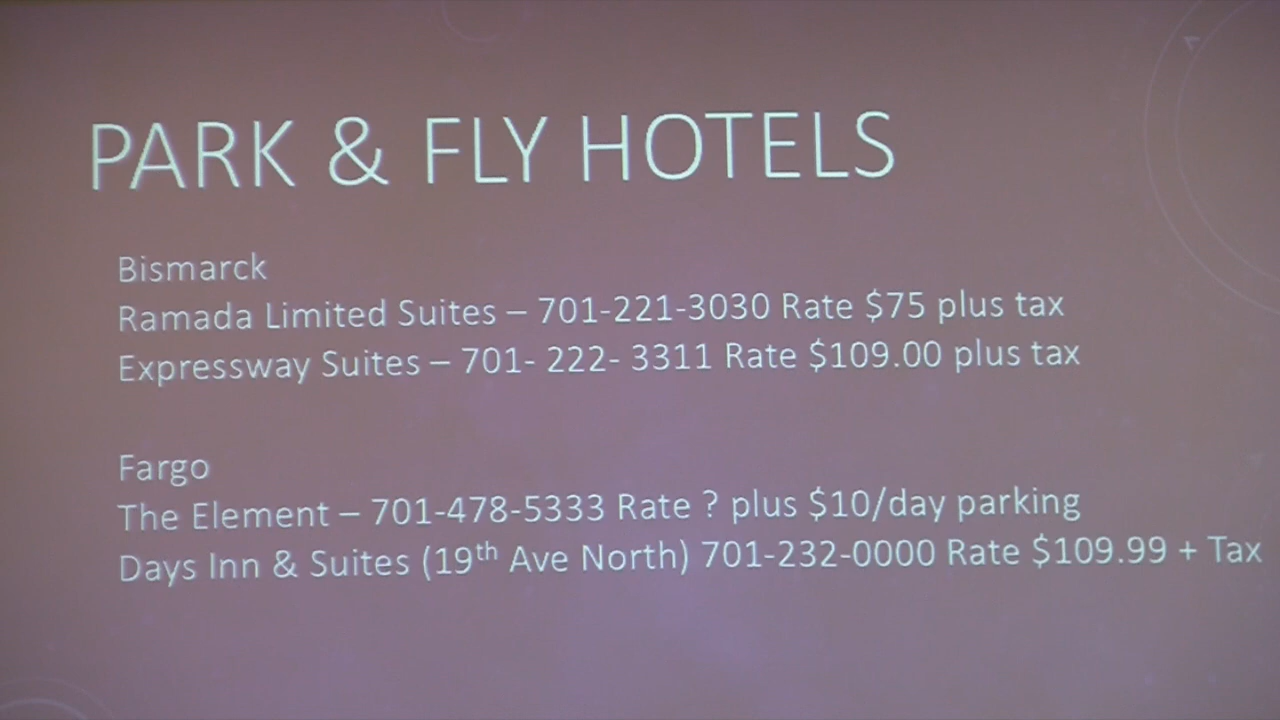 PARK & FLY HOTELS
Bismarck
Ramada Limited Suites – 701-221-3030 Rate $75 plus tax
Expressway Suites – 701- 222- 3311 Rate $109.00 plus tax
Fargo
The Element – 701-478-5333 Rate ? plus $10/day parking
Days Inn & Suites (19th Ave North) 701-232-0000 Rate $109.99 + Tax